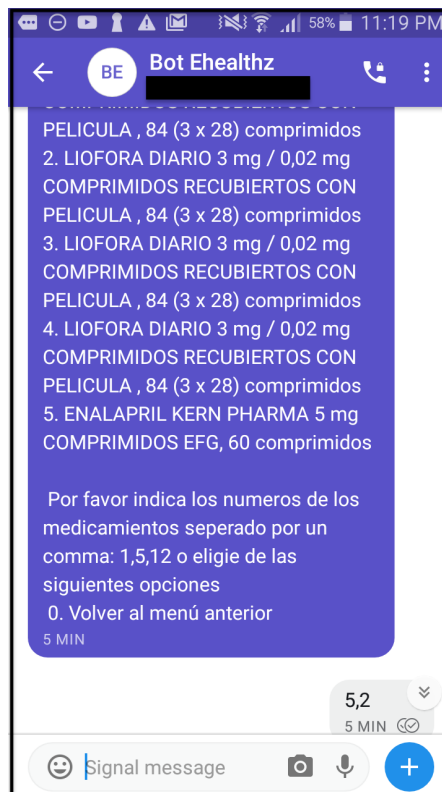 58% 11:19 PM
BE Bot Ehealthz
COMPRIMIDOS RECUBIERTOS CON
PELICULA , 84 (3 x 28) comprimidos
2. LIOFORA DIARIO 3 mg / 0,02 mg
COMPRIMIDOS RECUBIERTOS CON
PELICULA , 84 (3 x 28) comprimidos
3. LIOFORA DIARIO 3 mg / 0,02 mg
COMPRIMIDOS RECUBIERTOS CON
PELICULA , 84 (3 x 28) comprimidos
4. LIOFORA DIARIO 3 mg / 0,02 mg
COMPRIMIDOS RECUBIERTOS CON
PELICULA , 84 (3 x 28) comprimidos
5. ENALAPRIL KERN PHARMA 5 mg
COMPRIMIDOS EFG, 60 comprimidos
Por favor indica los numeros de los
medicamientos seperado por un
comma: 1,5,12 o eligie de las
siguientes opciones
0. Volver al menú anterior
5 MIN
5,2
5 MIN
Signal message